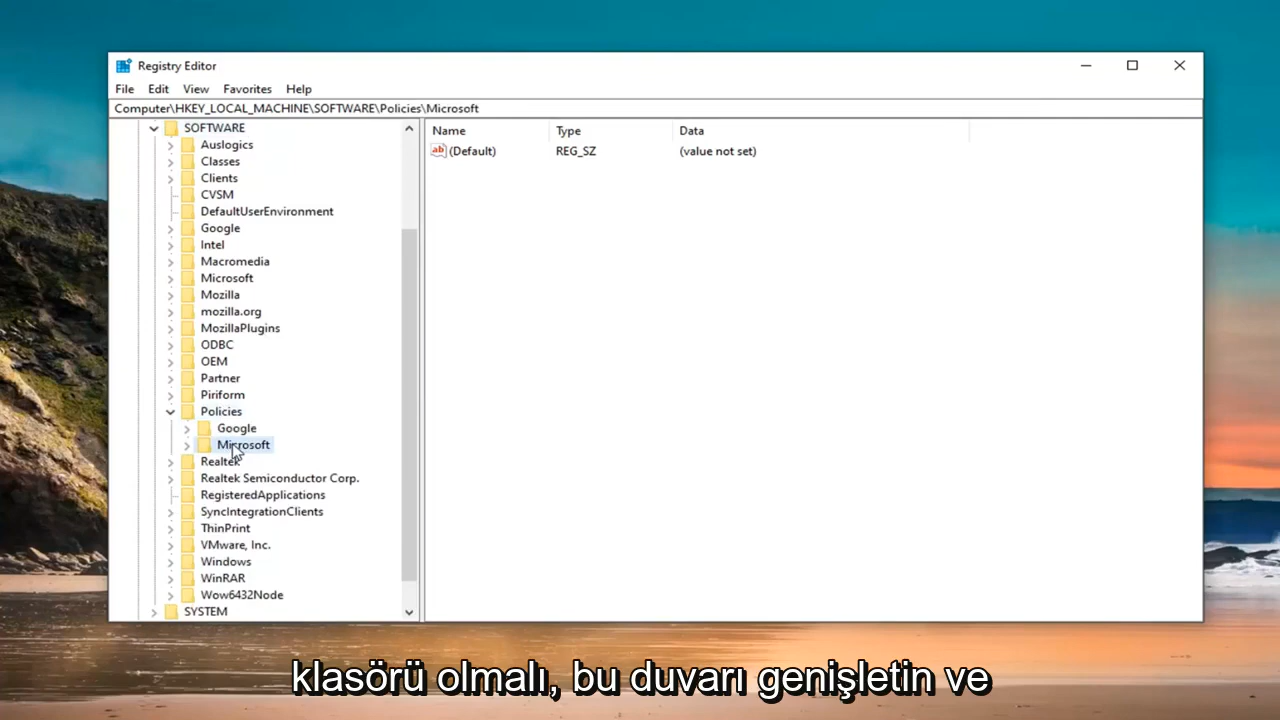 Registry Editor
File Edit View Favorites Help
Computer\HKEY_LOCAL_MACHINE\SOFTWARE\Policies\Microsoft
SOFTWARE
Auslogics
Classes
Clients
CVSM
DefaultUserEnvironment
Google
Intel
Macromedia
Microsoft
Mozilla
mozilla.org
MozillaPlugins
ODBC
OEM
Partner
Piriform
Policies
Google
Microsoft
Realtek
Realtek Semiconductor Corp.
RegisteredApplications
SyncIntegrationClients
ThinPrint
VMware, Inc.
Windows
WinRAR
Wow6432Node
SYSTEM
Name Type Data
ab (Default) REG_SZ (value not set)
klasörü olmalı, bu duvarı genişletin ve